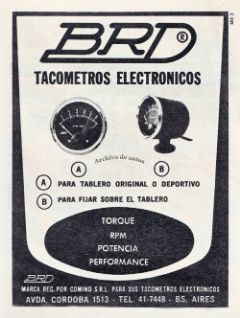 BRD®
TACOMETROS ELECTRONICOS
A B
Archivo de autos
A PARA TABLERO ORIGINAL O DEPORTIVO
B PARA FIJAR SOBRE EL TABLERO
TORQUE
RPM
POTENCIA
PERFORMANCE
BRD
MARCA REG. POR COMINO S.R.L. PARA SUS TACOMETROS ELECTRONICOS
AVDA. CORDOBA 1513 - TEL. 41-7448 - BS. AIRES